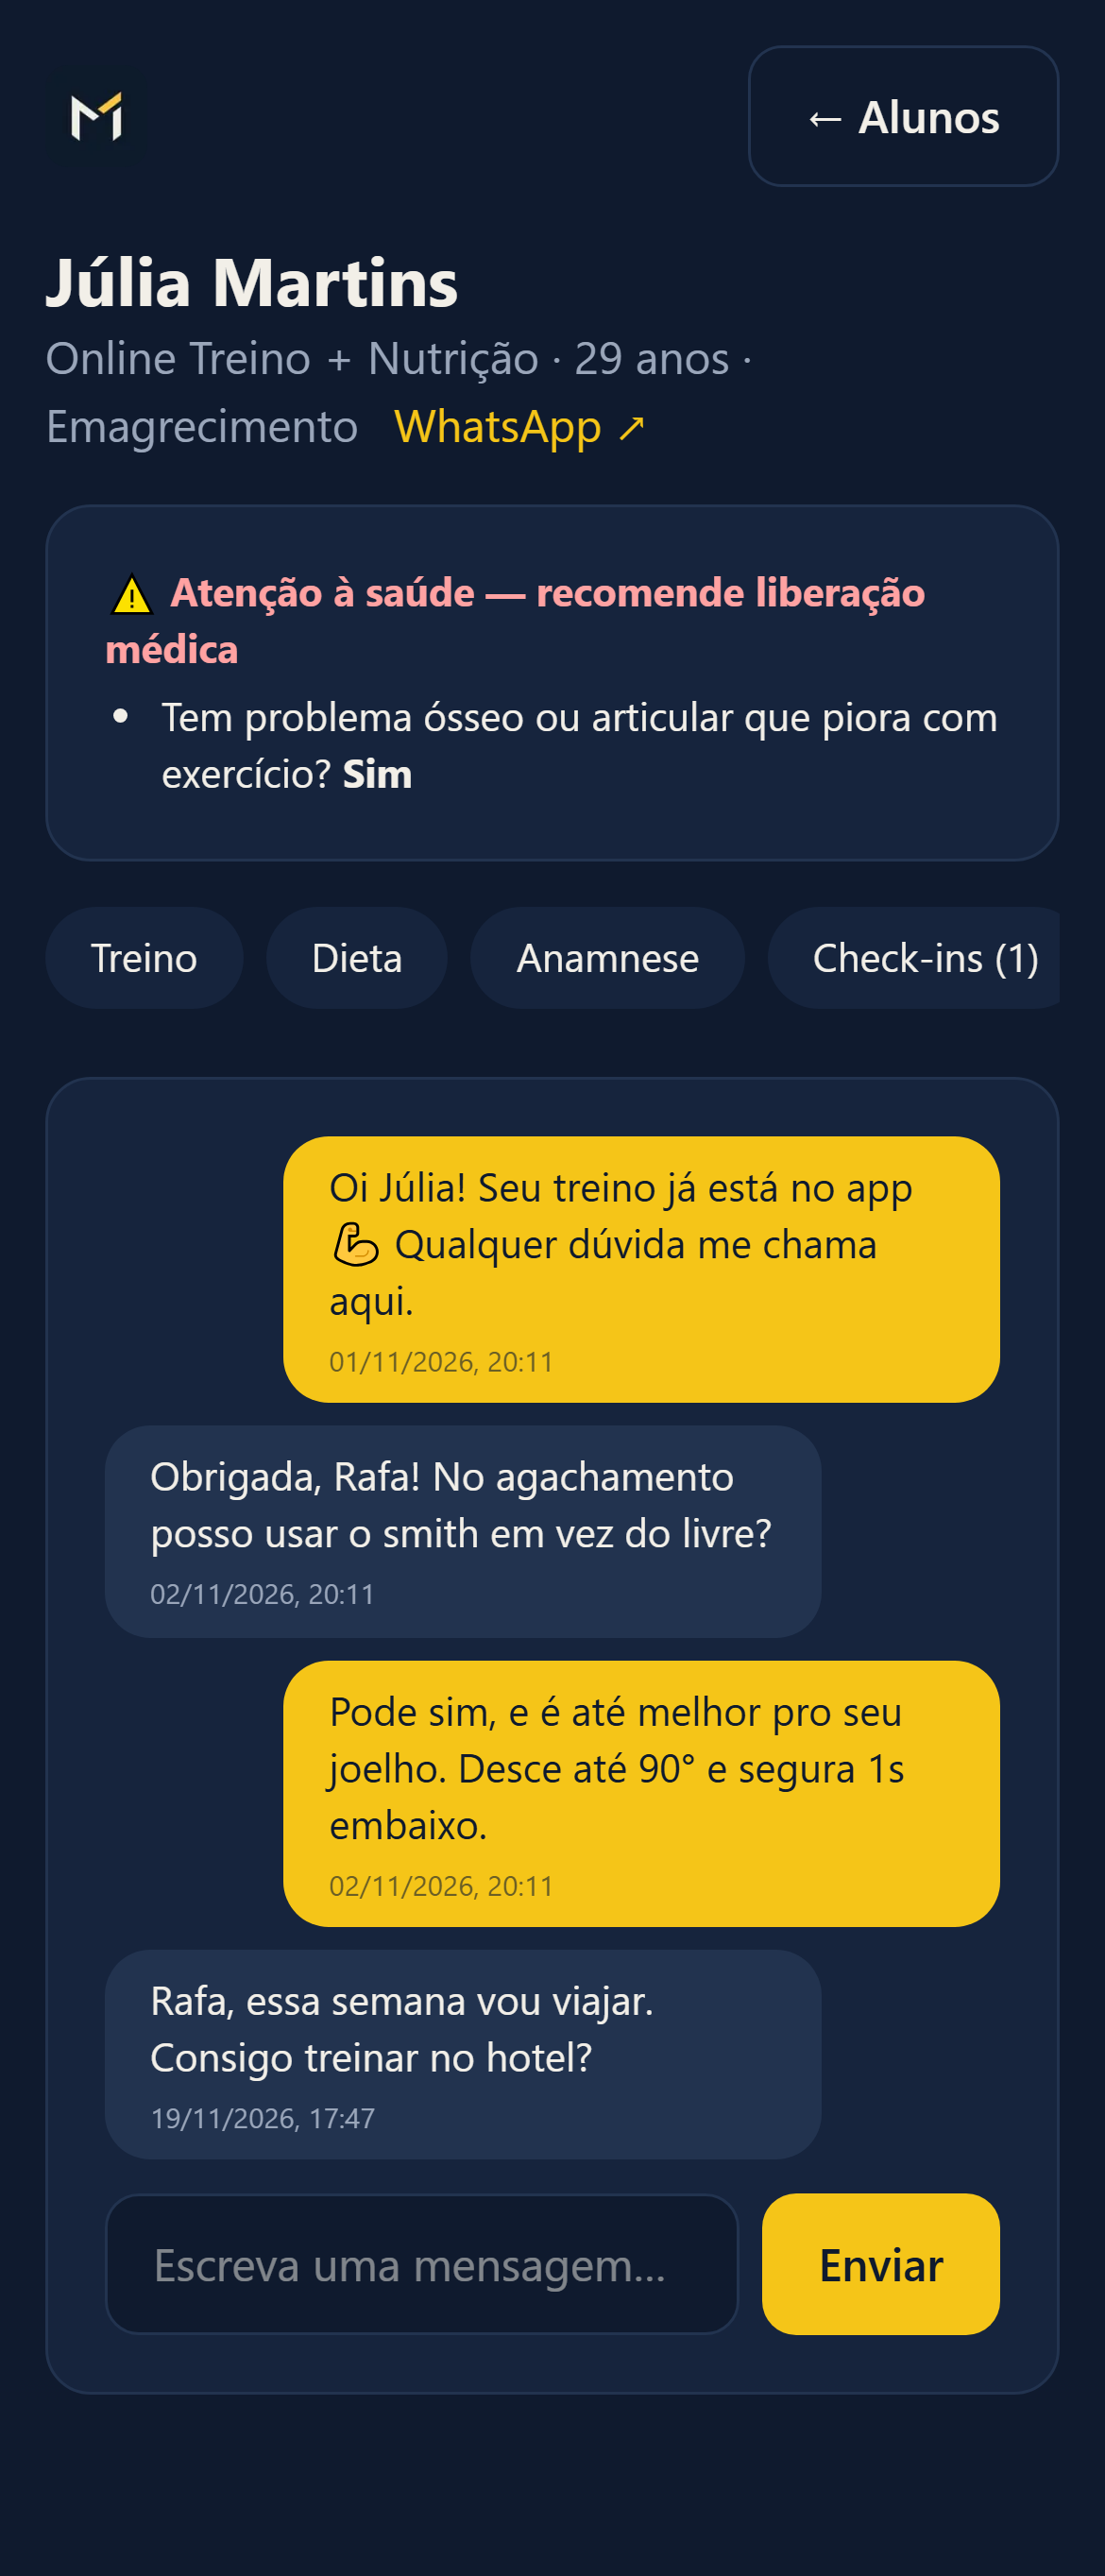 ← Alunos
Júlia Martins
Online Treino + Nutrição · 29 anos ·
Emagrecimento WhatsApp ↗
⚠️ Atenção à saúde — recomende liberação
médica
• Tem problema ósseo ou articular que piora com
exercício? Sim
Treino Dieta Anamnese Check-ins (1)
Oi Júlia! Seu treino já está no app
💪 Qualquer dúvida me chama
aqui.
01/11/2026, 20:11
Obrigada, Rafa! No agachamento
posso usar o smith em vez do livre?
02/11/2026, 20:11
Pode sim, e é até melhor pro seu
joelho. Desce até 90° e segura 1s
embaixo.
02/11/2026, 20:11
Rafa, essa semana vou viajar.
Consigo treinar no hotel?
19/11/2026, 17:47
Escreva uma mensagem...
Enviar